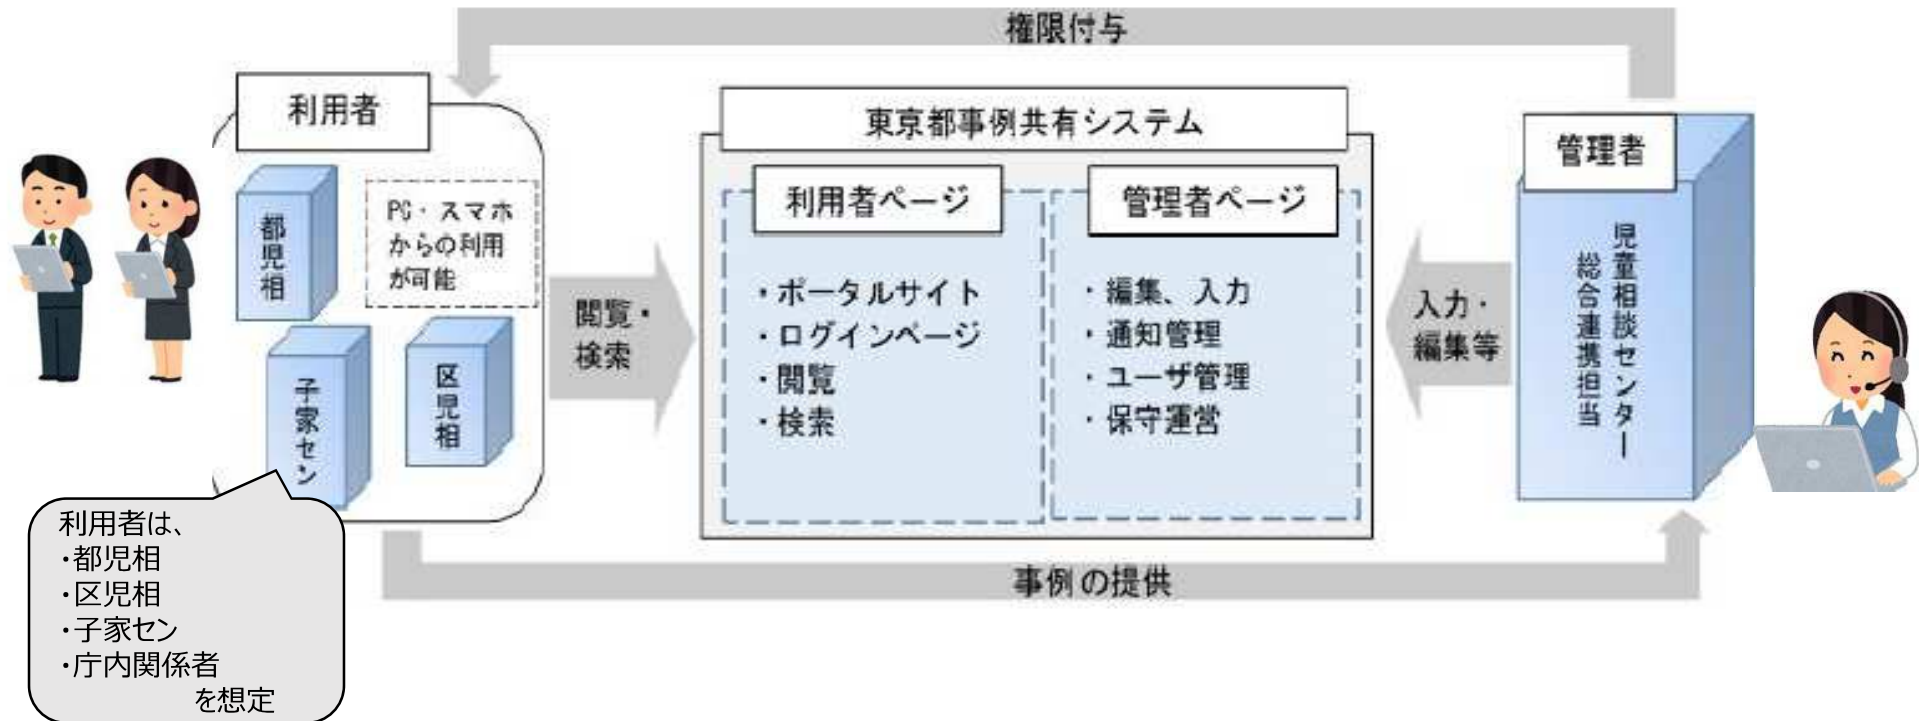 権限付与
利用者
都児相
PC・スマホ
からの利用
が可能
子家セン
区児相
利用者は、
・都児相
・区児相
・子家セン
・庁内関係者
を想定
閲覧・
検索
東京都事例共有システム
利用者ページ
・ポータルサイト
・ログインページ
・閲覧
・検索
管理者ページ
・編集、入力
・通知管理
・ユーザ管理
・保守運営
入力・
編集等
管理者
児童相談センター
総合連携担当
事例の提供